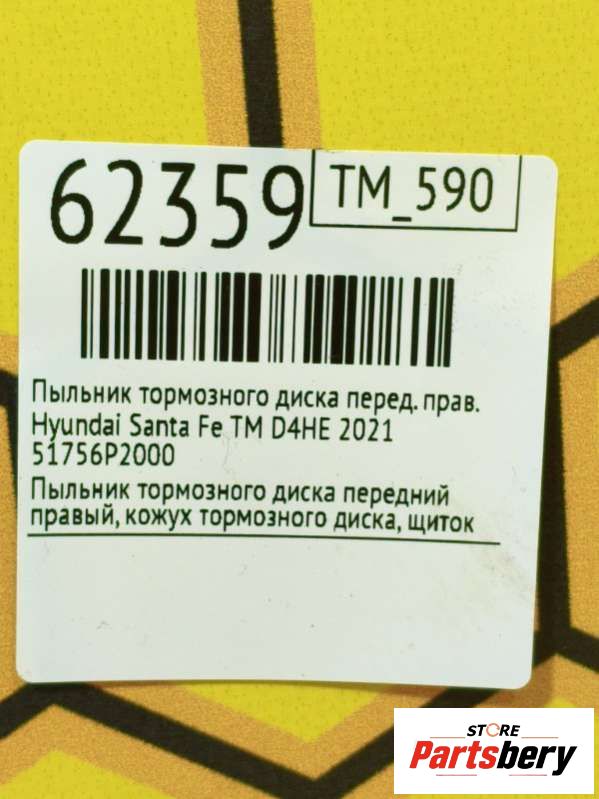 62359
TM_590
Пыльник тормозного диска перед. прав.
Hyundai Santa Fe TM D4HE 2021
51756P2000
Пыльник тормозного диска передний
правый, кожух тормозного диска, щиток
STORE
Partsbery